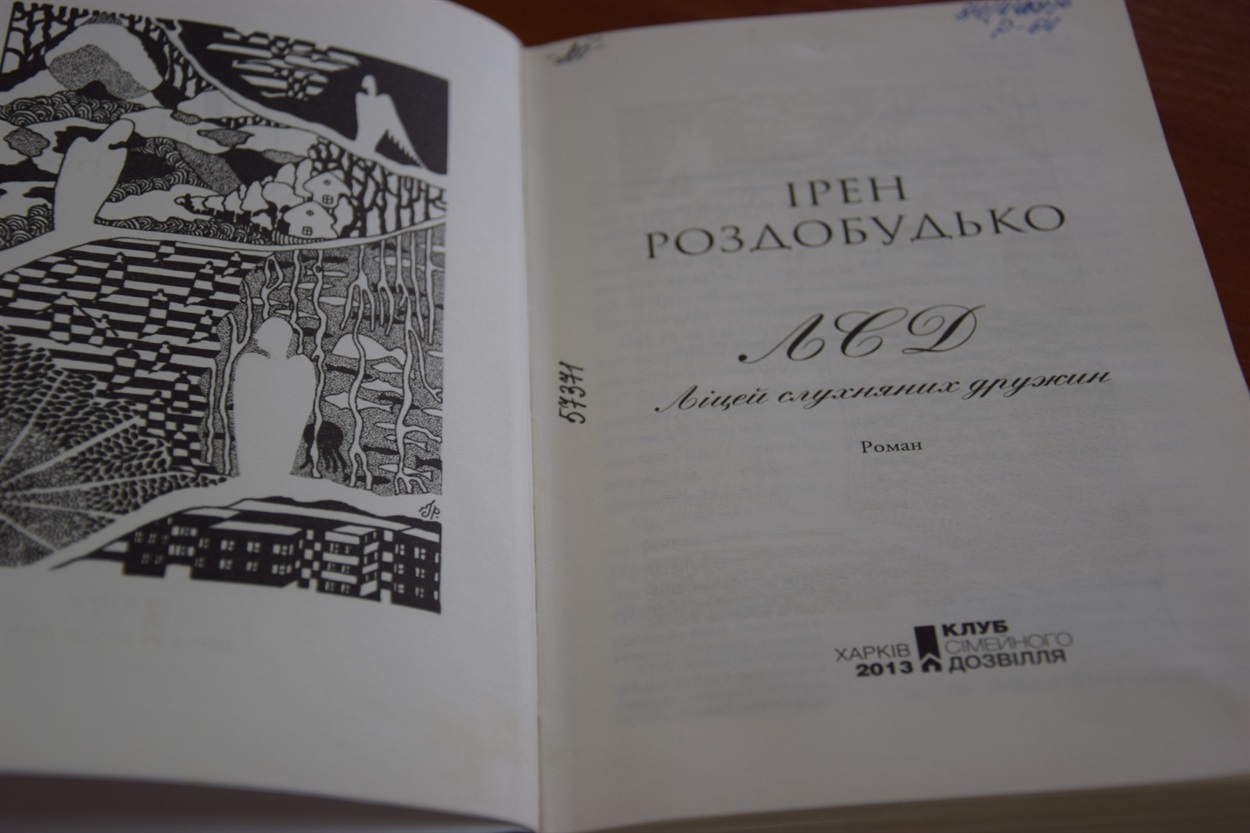 ІРЕН
РОЗДОБУДЬКО
ЛСД
Ліцей слухняних дружин
Роман
57371
ХАРКІВ
2013
КЛУБ
СІМЕЙНОГО
ДОЗВІЛЛЯ